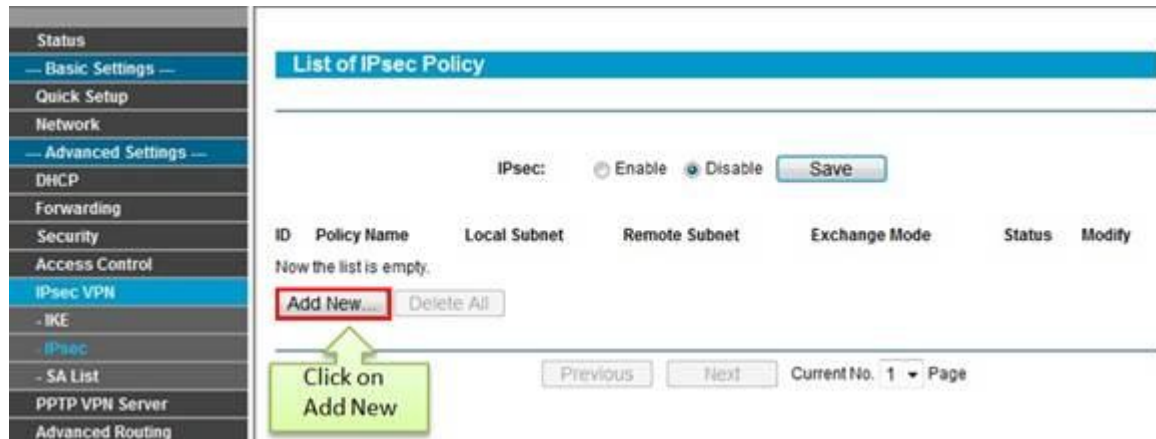 Status
— Basic Settings —
Quick Setup
Network
— Advanced Settings —
DHCP
Forwarding
Security
Access Control
IPsec VPN
- IKE
- IPsec
- SA List
PPTP VPN Server
Advanced Routing
List of IPsec Policy
IPsec: Enable Disable Save
ID Policy Name Local Subnet Remote Subnet Exchange Mode Status Modify
Now the list is empty.
Add New... Delete All
Click on
Add New
Previous Next Current No. 1 Page